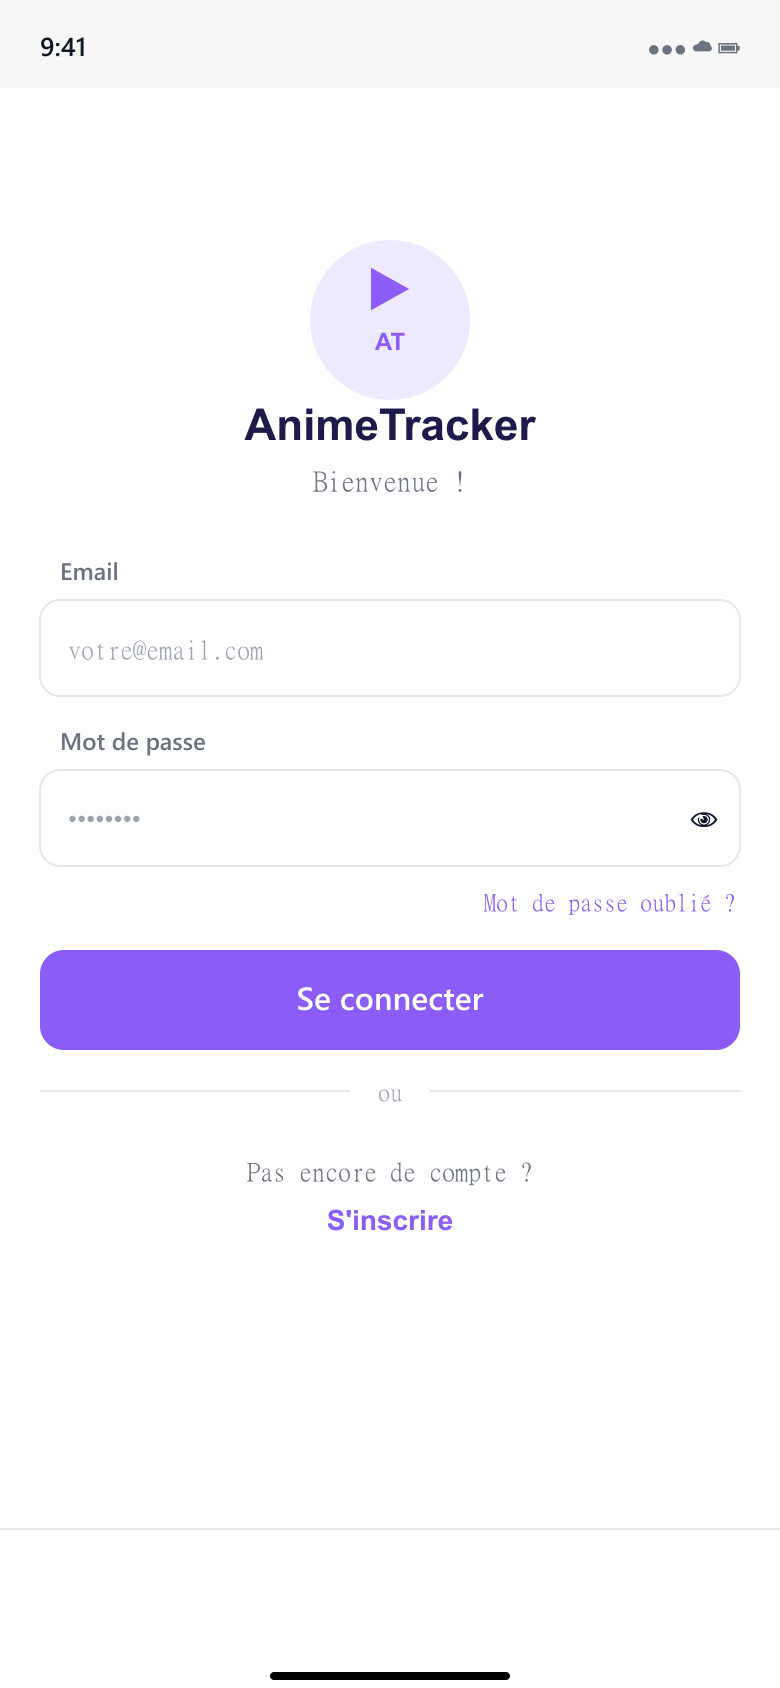 9:41
AT
AnimeTracker
Bienvenue !
Email
votre@email.com
Mot de passe
••••••••
Mot de passe oublié ?
Se connecter
ou
Pas encore de compte ?
S'inscrire